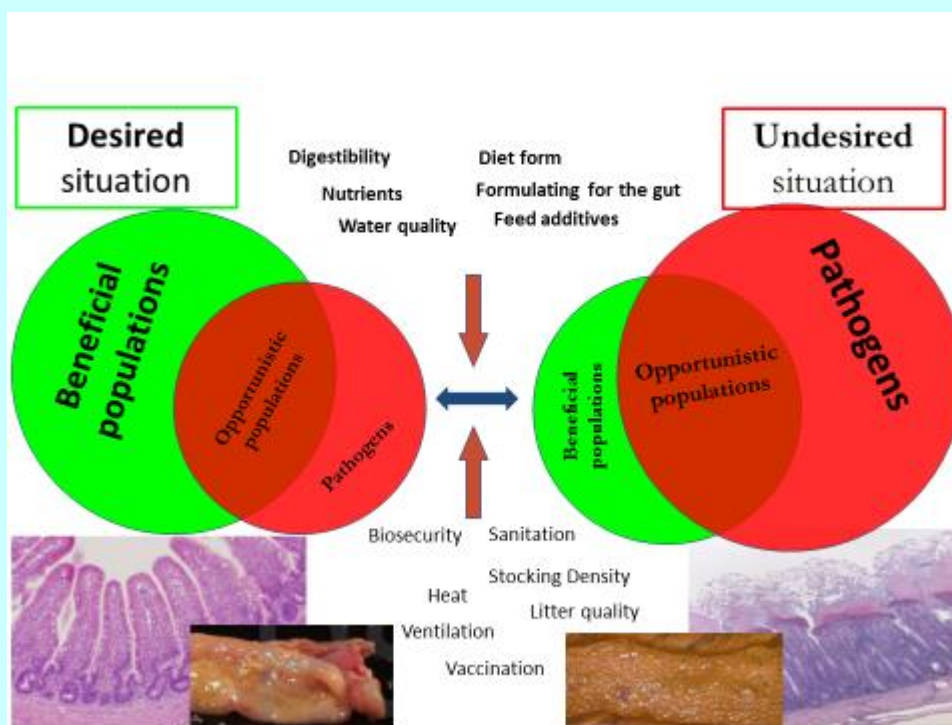 Desired
situation
Digestibility
Nutrients
Water quality
Diet form
Formulating for the gut
Feed additives
Undesired
situation
Beneficial
populations
Opportunistic
populations
Pathogens
Beneficial
populations
Opportunistic
populations
Pathogens
Biosecurity
Sanitation
Stocking Density
Heat
Litter quality
Ventilation
Vaccination